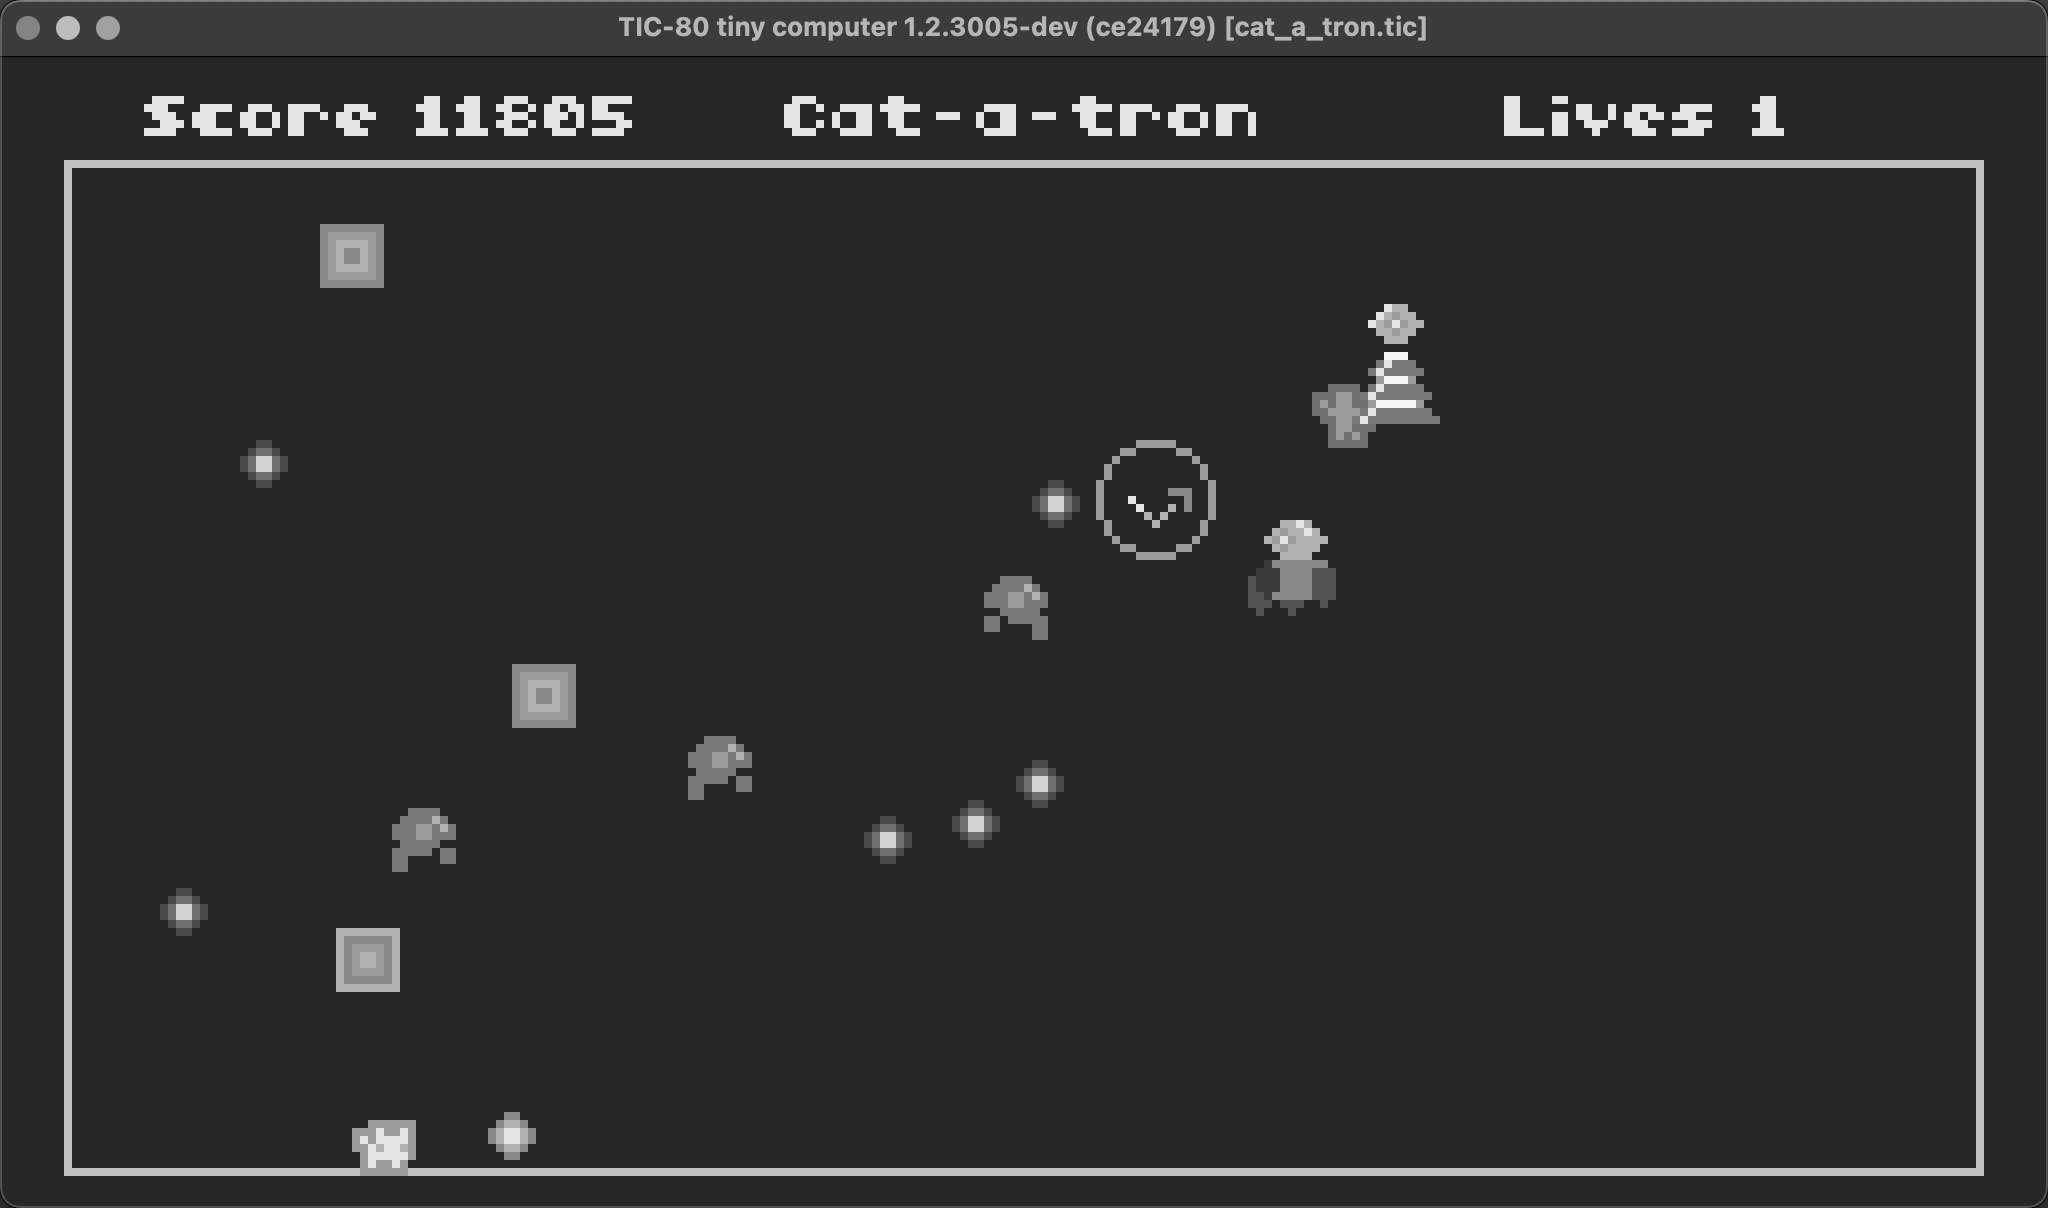 TIC-80 tiny computer 1.2.3005-dev (ce24179) [cat_a_tron.tic]
Score 11805 Cat-a-tron Lives 1